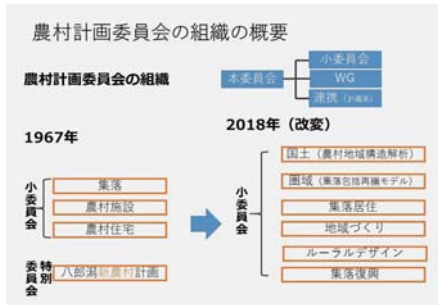 農村計画委員会の組織の概要
農村計画委員会の組織
本委員会
小委員会
WG
連携
1967年
小委員会
集落
農村施設
農村住宅
特別委員会
八郎潟新農村計画
2018年（改変）
小委員会
国土（農村地域構造解析）
圏域（集落包括再編モデル）
集落居住
地域づくり
ルーラルデザイン
集落復興